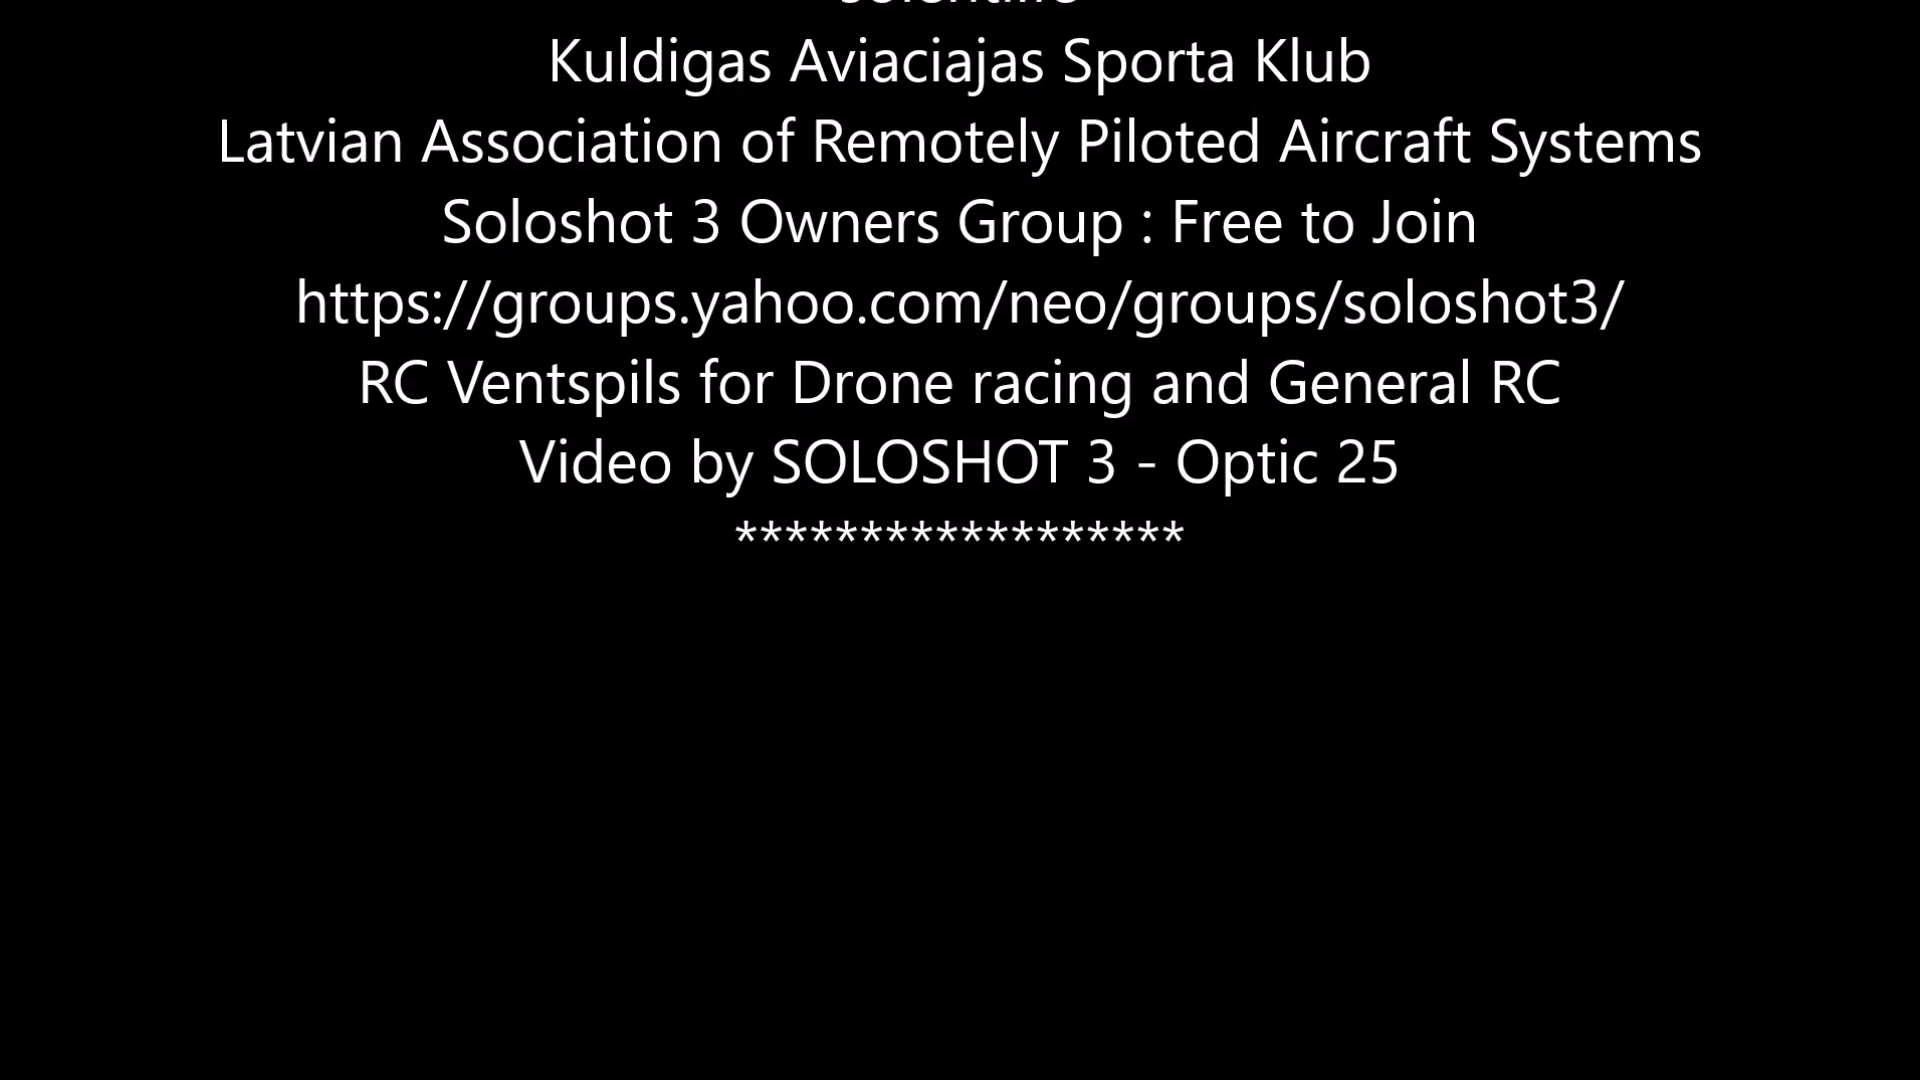 Kuldigas Aviaciajas Sporta Klub
Latvian Association of Remotely Piloted Aircraft Systems
Soloshot 3 Owners Group : Free to Join
https://groups.yahoo.com/neo/groups/soloshot3/
RC Ventspils for Drone racing and General RC
Video by SOLOSHOT 3 - Optic 25
******************